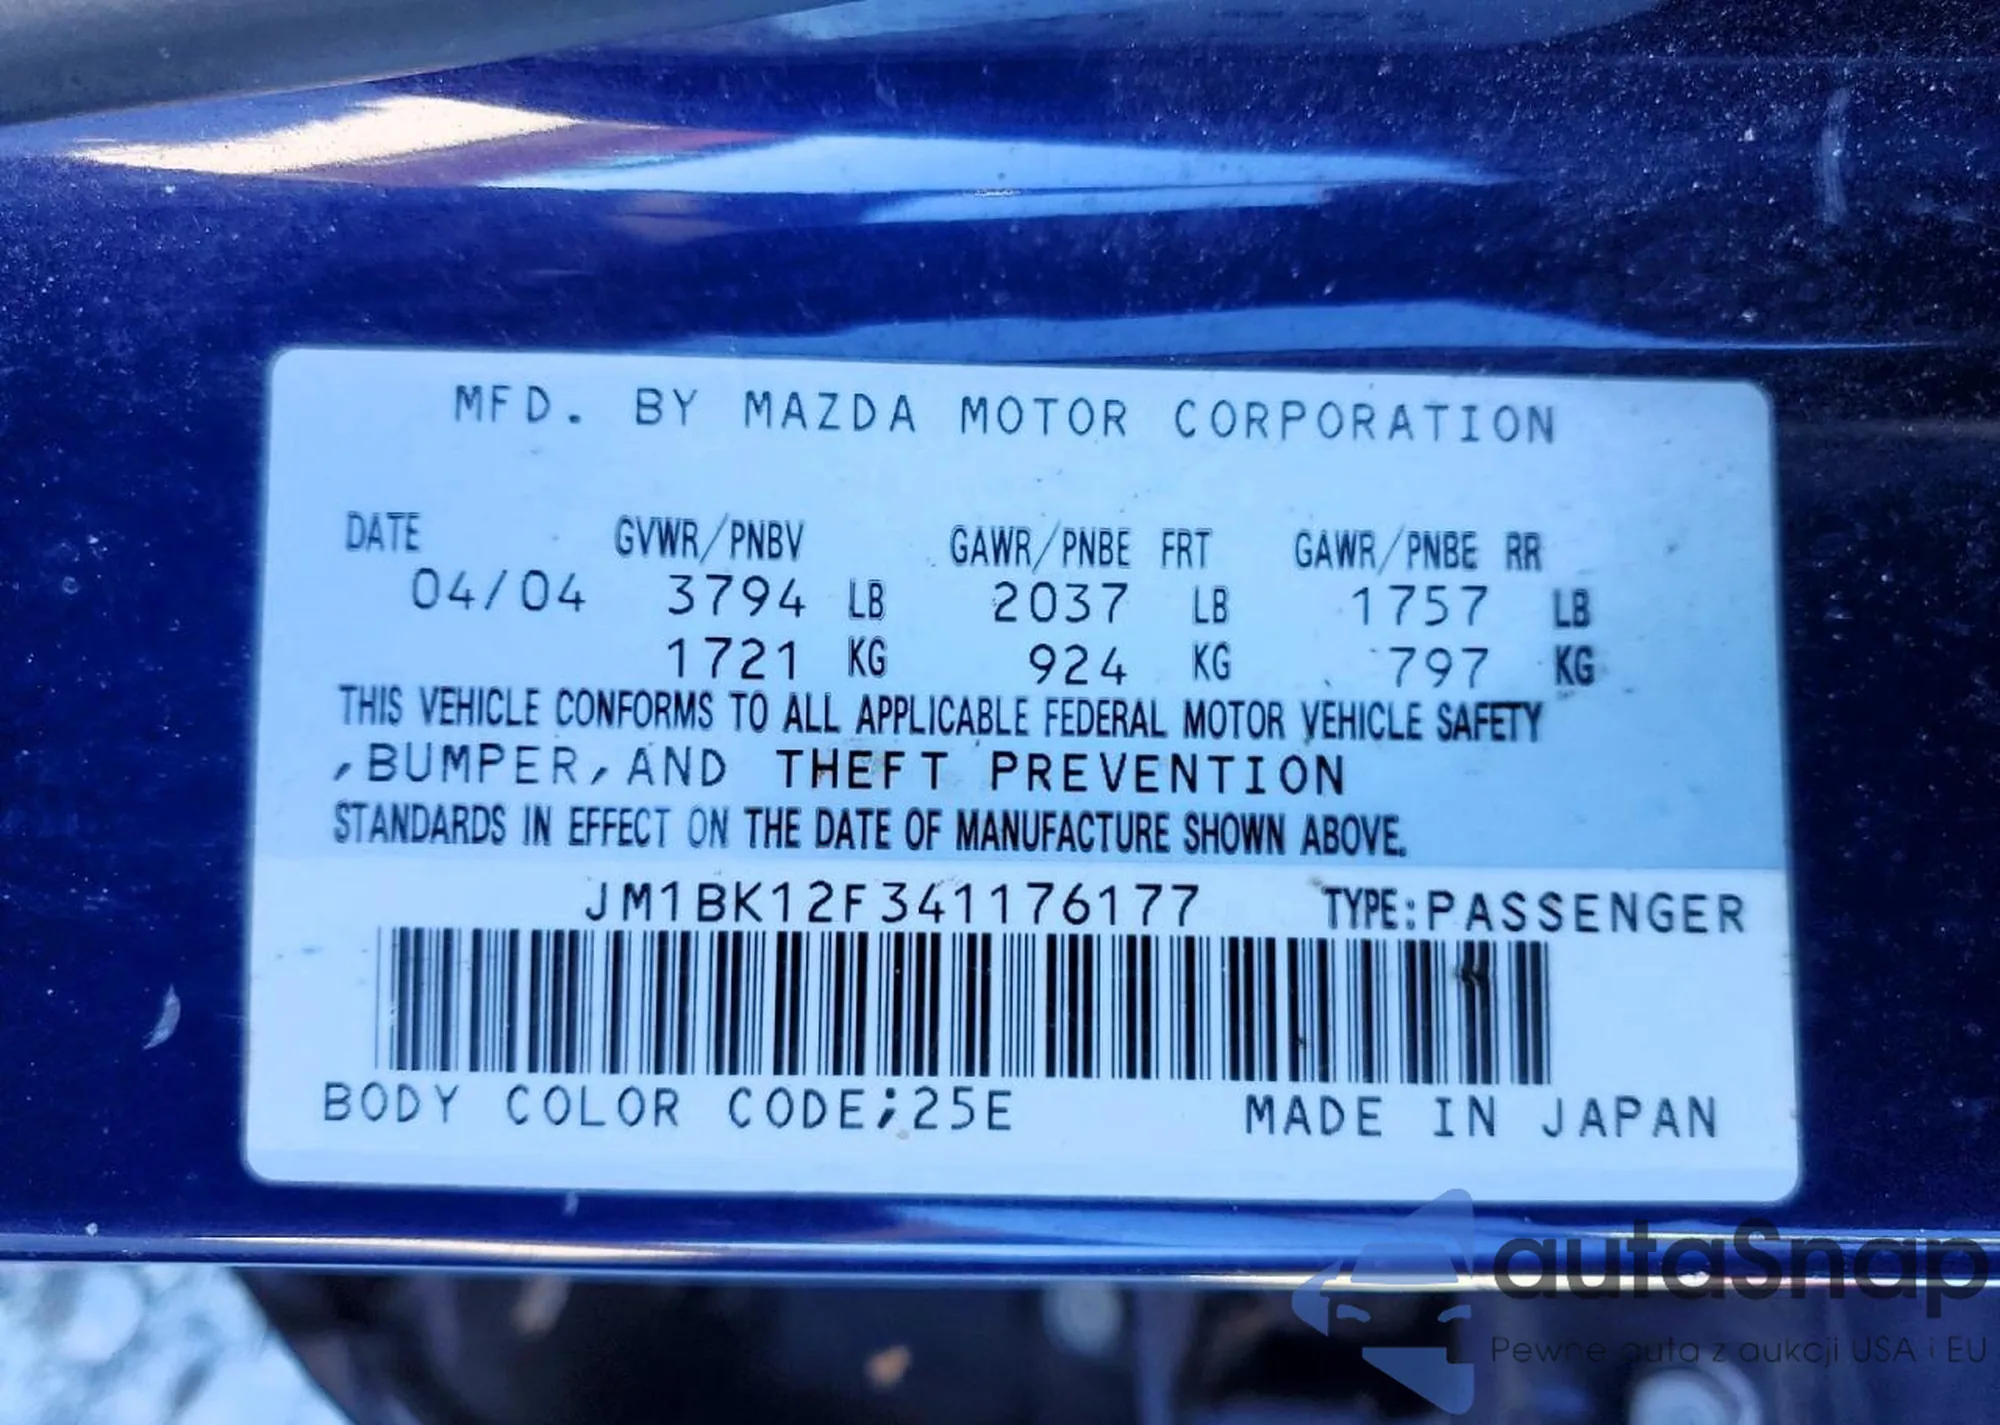 MFD. BY MAZDA MOTOR CORPORATION
DATE GVWR/PNBV GAWR/PNBE FRT GAWR/PNBE RR
04/04 3794 LB 2037 LB 1757 LB
1721 KG 924 KG 797 KG
THIS VEHICLE CONFORMS TO ALL APPLICABLE FEDERAL MOTOR VEHICLE SAFETY
,BUMPER,AND THEFT PREVENTION
STANDARDS IN EFFECT ON THE DATE OF MANUFACTURE SHOWN ABOVE.
JM1BK12F341176177 TYPE:PASSENGER
BODY COLOR CODE;25E MADE IN JAPAN
autaSnap
Pewne auta z aukcji USA i EU